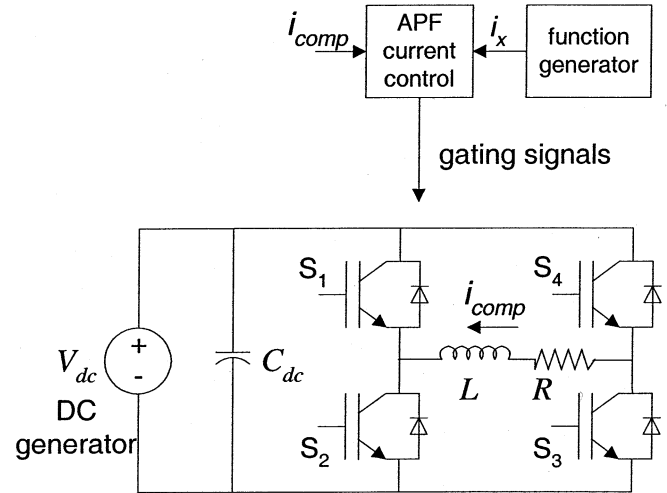 i_comp
APF
current
control
i_x
function
generator
gating signals
S_1
S_4
i_comp
V_dc
+
-
C_dc
L
R
DC
generator
S_2
S_3